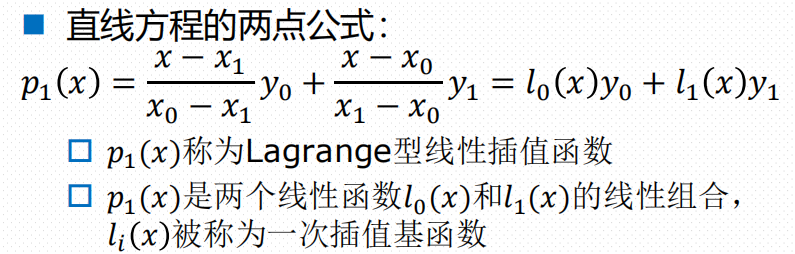 ■ 直线方程的两点公式：
p₁(x) = \frac{x − x₁}{x₀ − x₁} y₀ + \frac{x − x₀}{x₁ − x₀} y₁ = l₀(x)y₀ + l₁(x)y₁
□ p₁(x)称为Lagrange型线性插值函数
□ p₁(x)是两个线性函数l₀(x)和l₁(x)的线性组合，
lᵢ(x)被称为一次插值基函数